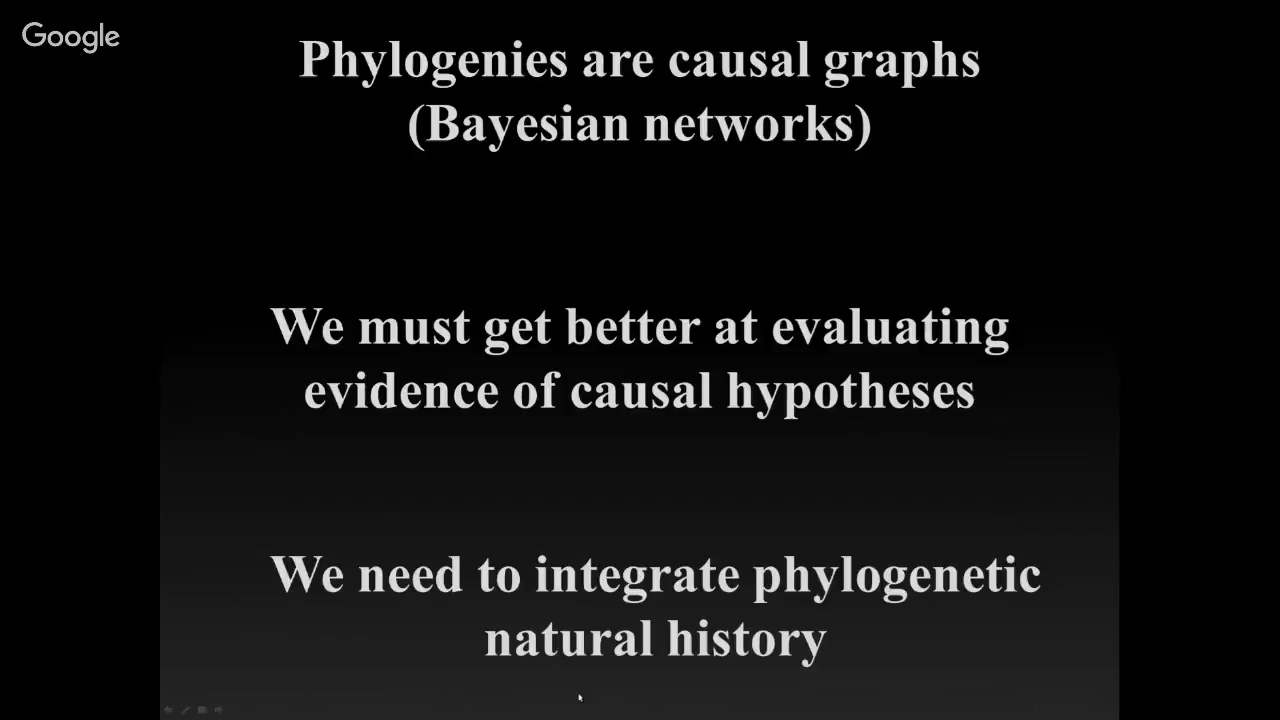 Google
Phylogenies are causal graphs
(Bayesian networks)
We must get better at evaluating
evidence of causal hypotheses
We need to integrate phylogenetic
natural history